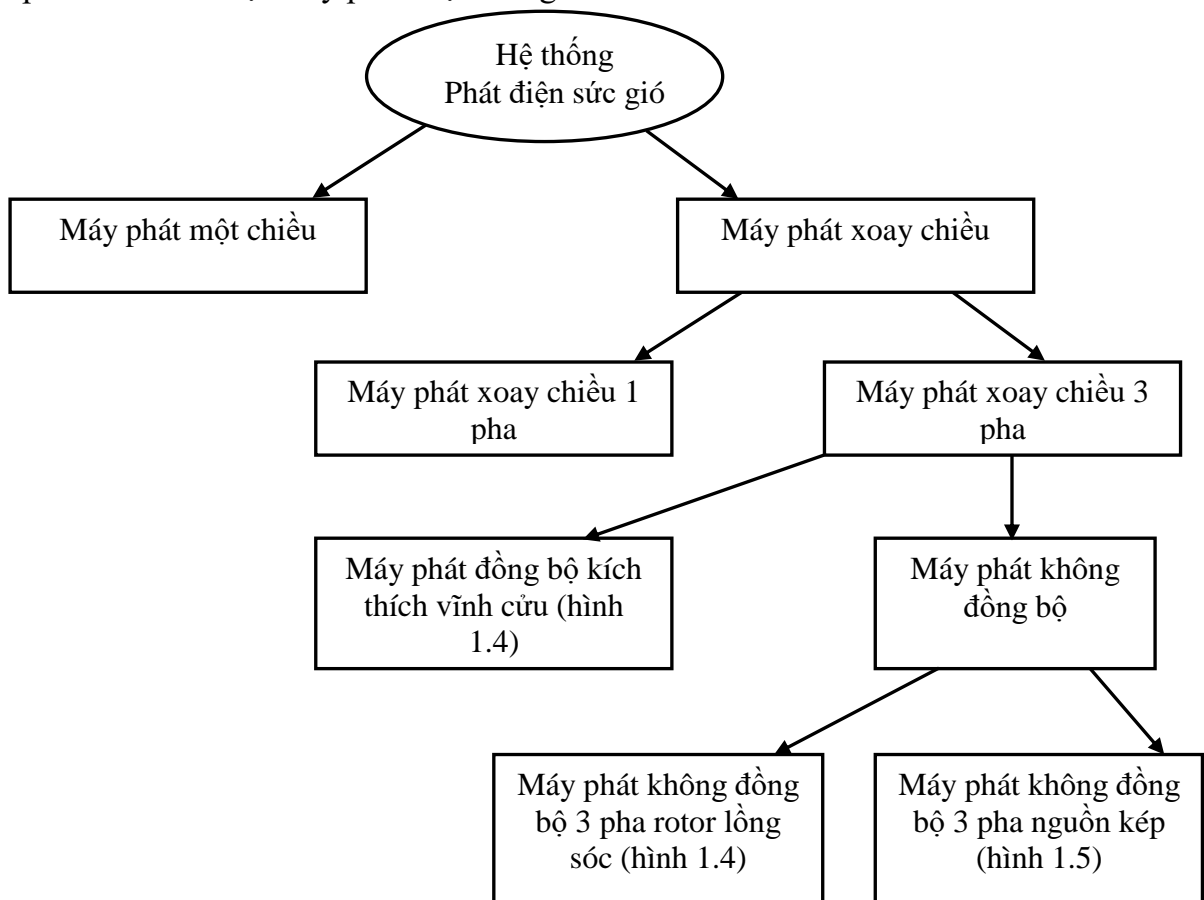 Hệ thống
Phát điện sức gió
Máy phát một chiều
Máy phát xoay chiều
Máy phát xoay chiều 1
pha
Máy phát xoay chiều 3
pha
Máy phát đồng bộ kích
thích vĩnh cửu (hình
1.4)
Máy phát không
đồng bộ
Máy phát không đồng
bộ 3 pha rotor lồng
sóc (hình 1.4)
Máy phát không đồng
bộ 3 pha nguồn kép
(hình 1.5)